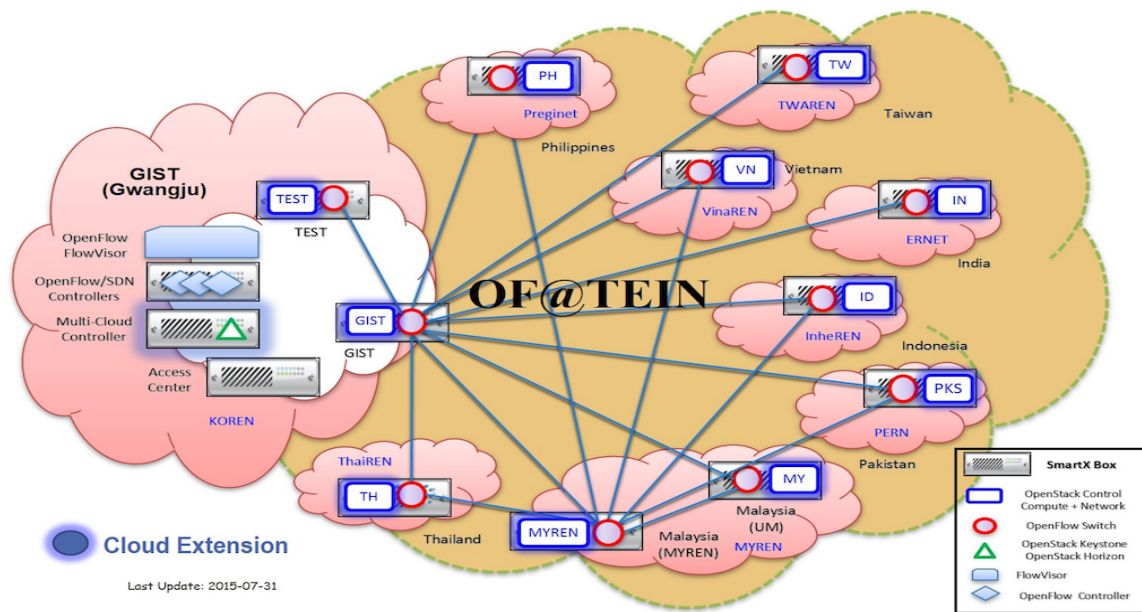 GIST
(Gwangju)
TEST
TEST
OpenFlow
FlowVisor
OpenFlow/SDN
Controllers
Multi-Cloud
Controller
Access
Center
KOREN
GIST
GIST
OF@TEIN
PH
Preginet
Philippines
TW
TWAREN
Taiwan
VN
Vietnam
VinaREN
IN
ERNET
India
ID
InheREN
Indonesia
PKS
PERN
Pakistan
ThaiREN
TH
Thailand
MYREN
Malaysia
(MYREN)
MY
Malaysia
(UM)
MYREN
Cloud Extension
Last Update: 2015-07-31
SmartX Box
OpenStack Control
Compute + Network
OpenFlow Switch
OpenStack Keystone
OpenStack Horizon
FlowVisor
OpenFlow Controller